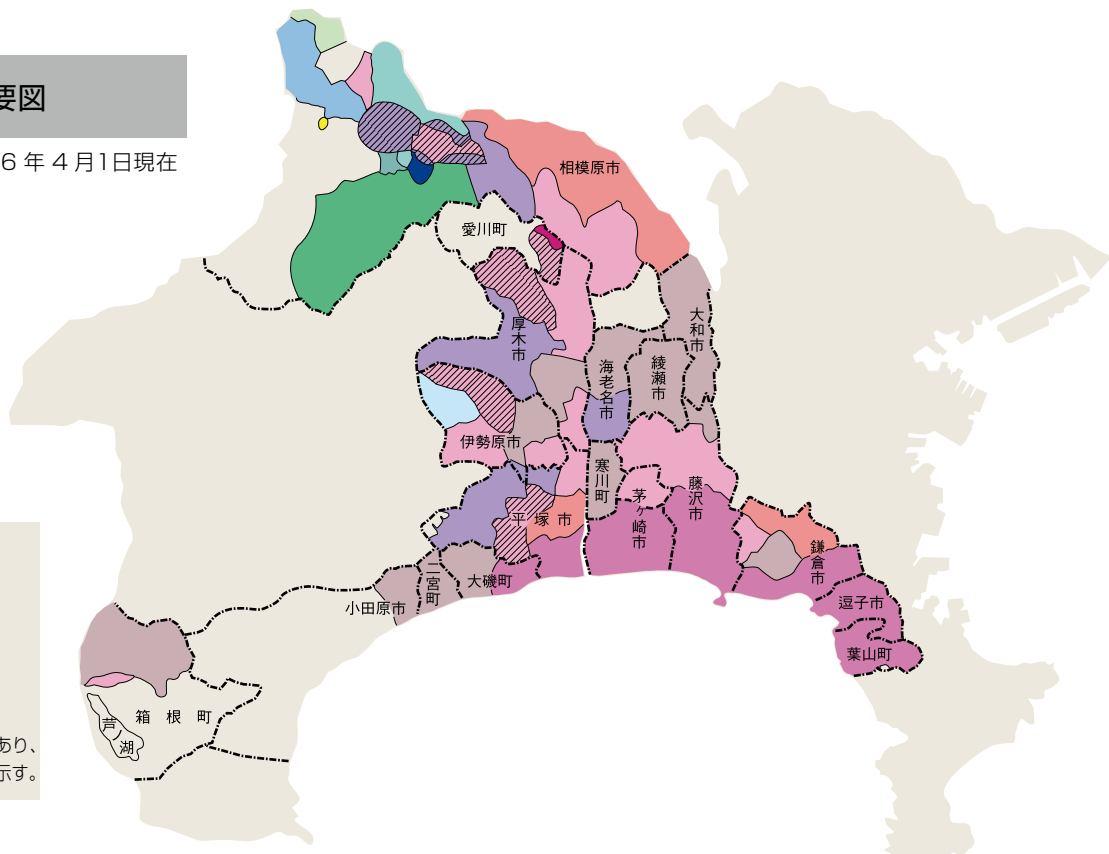 要図
6 年 4 月1日現在
相模原市
愛川町
大和市
厚木市
海老名市
綾瀬市
伊勢原市
寒川町
茅ヶ崎市
藤沢市
平塚市
鎌倉市
二宮町
大磯町
小田原市
逗子市
葉山町
箱根町
芦ノ湖
あり、
示す。